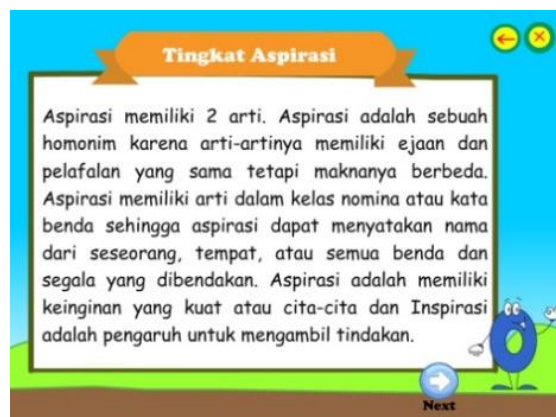 Tingkat Aspirasi
Aspirasi memiliki 2 arti. Aspirasi adalah sebuah
homonim karena arti-artinya memiliki ejaan dan
pelafalan yang sama tetapi maknanya berbeda.
Aspirasi memiliki arti dalam kelas nomina atau kata
benda sehingga aspirasi dapat menyatakan nama
dari seseorang, tempat, atau semua benda dan
segala yang dibendakan. Aspirasi adalah memiliki
keinginan yang kuat atau cita-cita dan Inspirasi
adalah pengaruh untuk mengambil tindakan.
Next